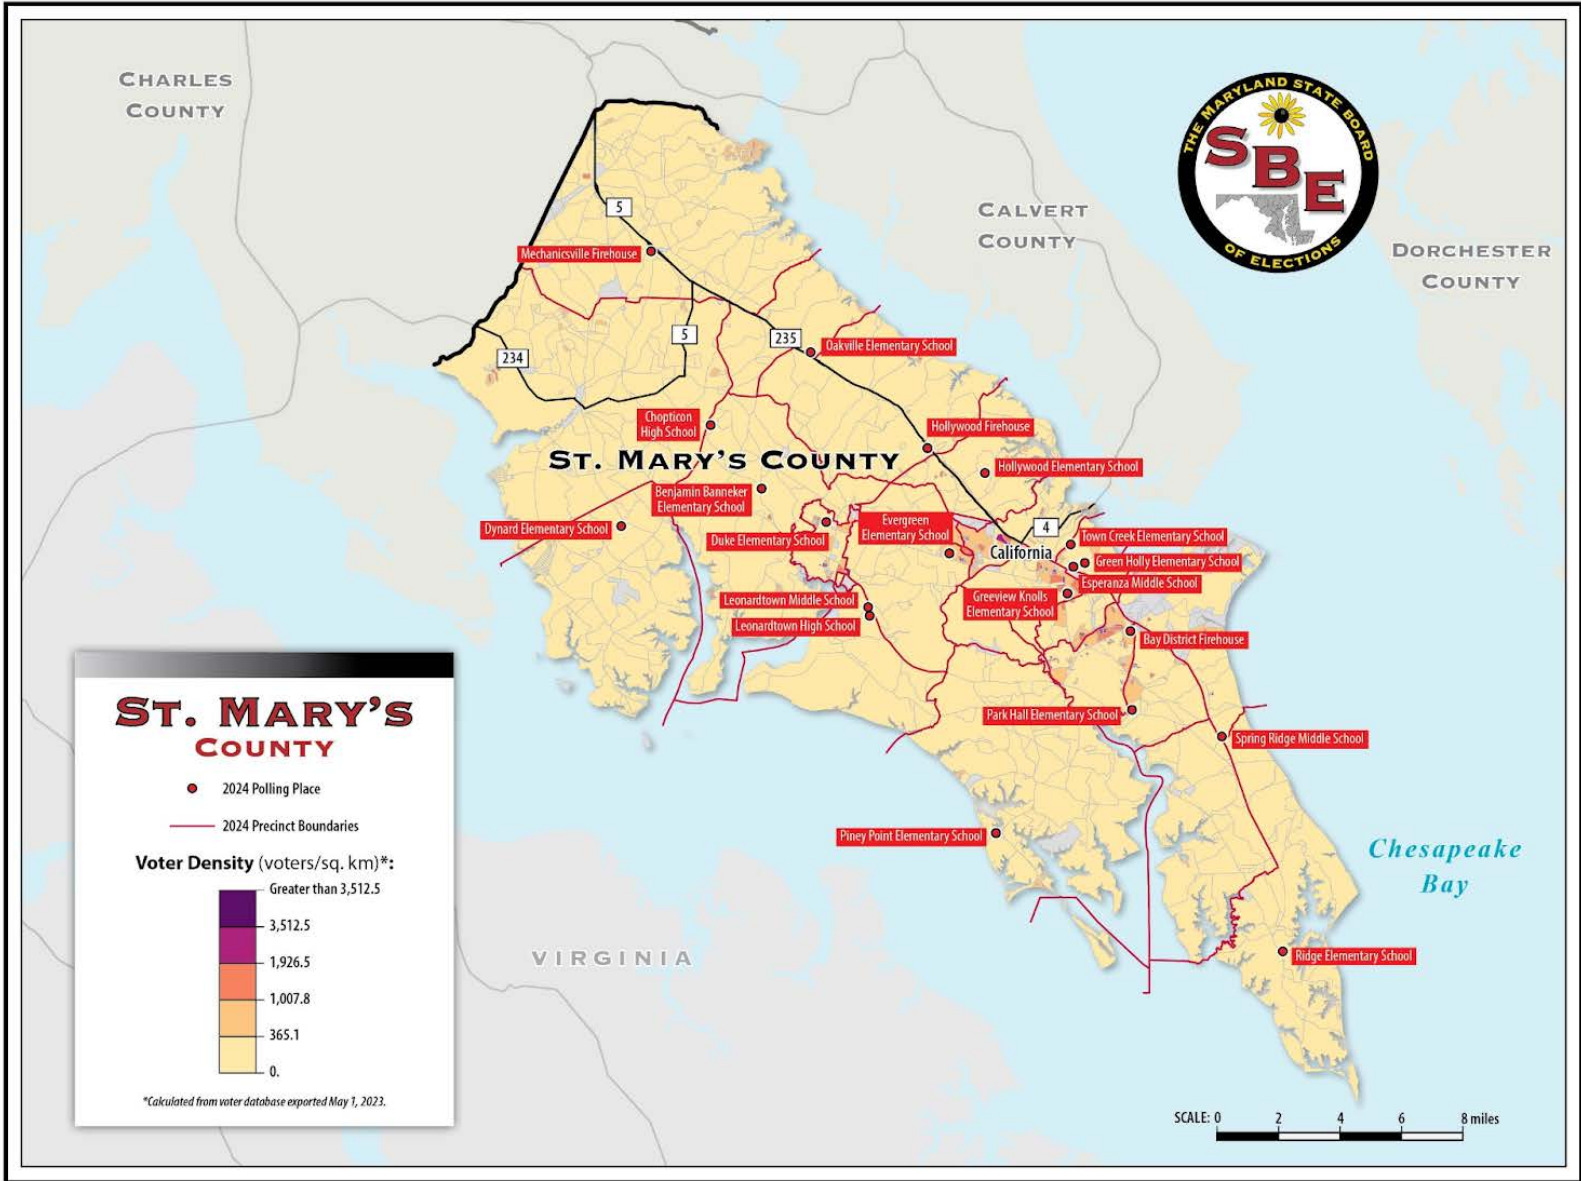 CHARLES
COUNTY
THE MARYLAND STATE BOARD
SBE
OF ELECTIONS
CALVERT
COUNTY
DORCHESTER
COUNTY
5
Mechanicsville Firehouse
5
235
234
Oakville Elementary School
Chopticon
High School
Hollywood Firehouse
ST. MARY'S COUNTY
Hollywood Elementary School
Benjamin Banneker
Elementary School
Dynard Elementary School
Duke Elementary School
Evergreen
Elementary School
4
California
Town Creek Elementary School
Green Holly Elementary School
Esperanza Middle School
Greeview Knolls
Elementary School
Leonardtown Middle School
Leonardtown High School
Bay District Firehouse
Park Hall Elementary School
Spring Ridge Middle School
Piney Point Elementary School
Chesapeake
Bay
VIRGINIA
Ridge Elementary School
ST. MARY'S
COUNTY
2024 Polling Place
2024 Precinct Boundaries
Voter Density (voters/sq. km)*:
Greater than 3,512.5
3,512.5
1,926.5
1,007.8
365.1
0.
*Calculated from voter database exported May 1, 2023.
SCALE: 0 2 4 6 8 miles